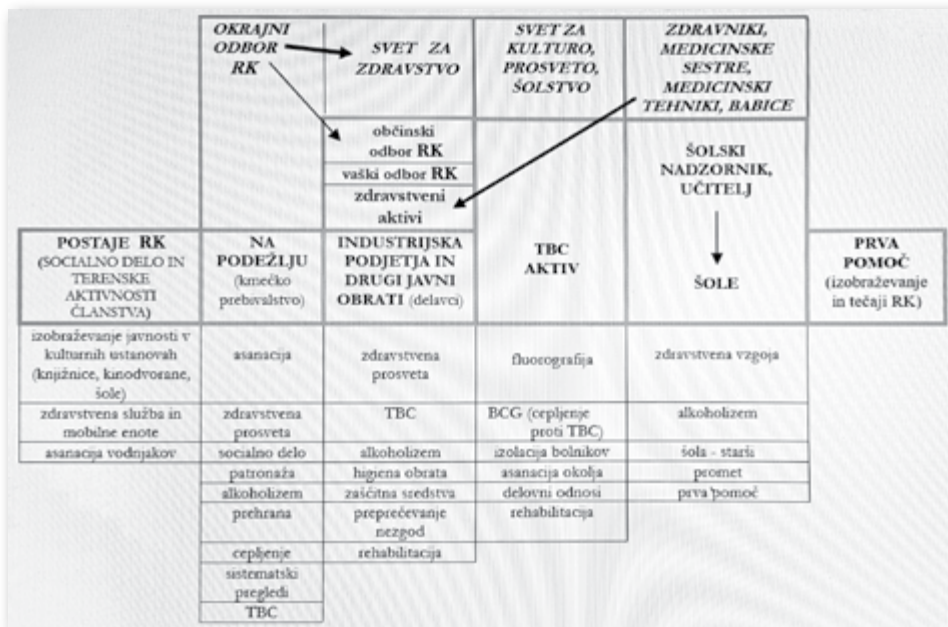 OKRAJNI
ODBOR
RK
SVET ZA
ZDRAVSTVO
SVET ZA
KULTURO,
PROSVETO,
ŠOLSTVO
ZDRAVNIKI,
MEDICINSKE
SESTRE,
MEDICINSKI
TEHNIKI, BABICE
občinski
odbor RK
vaški odbor RK
zdravstveni
aktivi
ŠOLSKI
NADZORNIK,
UČITELJ
POSTAJE RK
(SOCIALNO DELO IN
TERENSKE
AKTIVNOSTI
ČLANSTVA)
NA
PODEŽLJU
(kmečko
prebivalstvo)
INDUSTRIJSKA
PODJETJA IN
DRUGI JAVNI
OBRATI (delavci)
TBC
AKTIV
ŠOLE
PRVA
POMOČ
(izobraževanje
in tečaji RK)
izobraževanje javnosti v
kulturnih ustanovah
(knjižnice, kinodvorane,
šole)
asanacija
zdravstvena
prosveta
fluorografija
zdravstvena vzgoja
zdravstvena služba in
mobilne enote
zdravstvena
prosveta
TBC
BCG (cepljenje
proti TBC)
alkoholizem
asanacija vodnjakov
socialno delo
alkoholizem
izolacija bolnikov
šola - starši
patronaža
higiena obrata
asanacija okolja
promet
alkoholizem
zaščitna sredstva
delovni odnosi
prva pomoč
prehrana
preprečevanje
nezgod
rehabilitacija
cepljenje
rehabilitacija
sistematski
pregledi
TBC